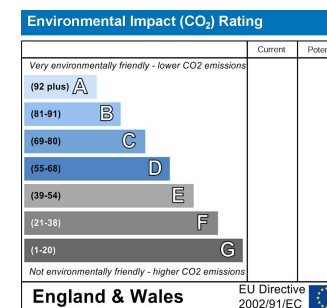 Environmental Impact (CO₂) Rating
Current
Very environmentally friendly - lower CO2 emissions
(92 plus) A
(81-91) B
(69-80) C
(55-68) D
(39-54) E
(21-38) F
(1-20) G
Not environmentally friendly - higher CO2 emissions
England & Wales
EU Directive
2002/91/EC